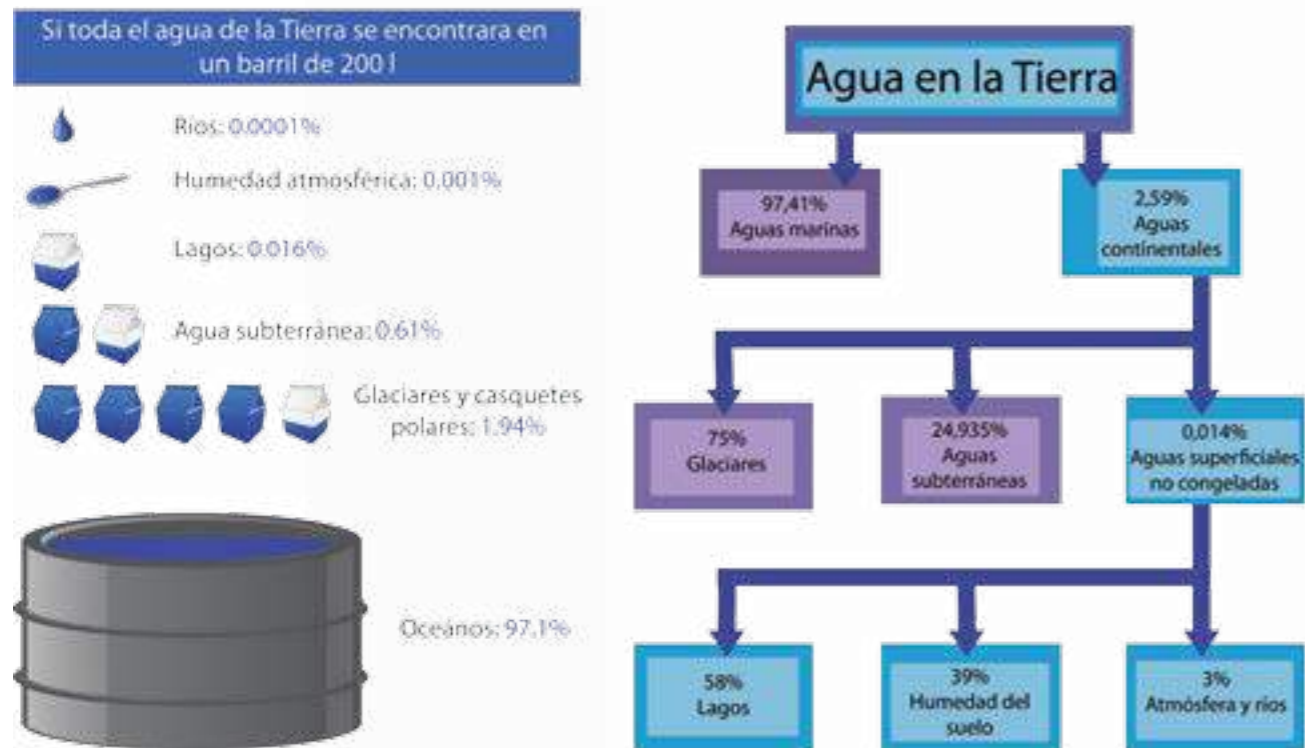 Si toda el agua de la Tierra se encontrara en
un barril de 200 l
Ríos: 0.0001%
Humedad atmosférica: 0.001%
Lagos: 0.016%
Agua subterránea: 0.61%
Glaciares y casquetes
polares: 1.94%
Oceános: 97.1%
Agua en la Tierra
97,41%
Aguas marinas
2,59%
Aguas
continentales
75%
Glaciares
24,935%
Aguas
subterráneas
0,014%
Aguas superficiales
no congeladas
58%
Lagos
39%
Humedad del
suelo
3%
Atmósfera y ríos